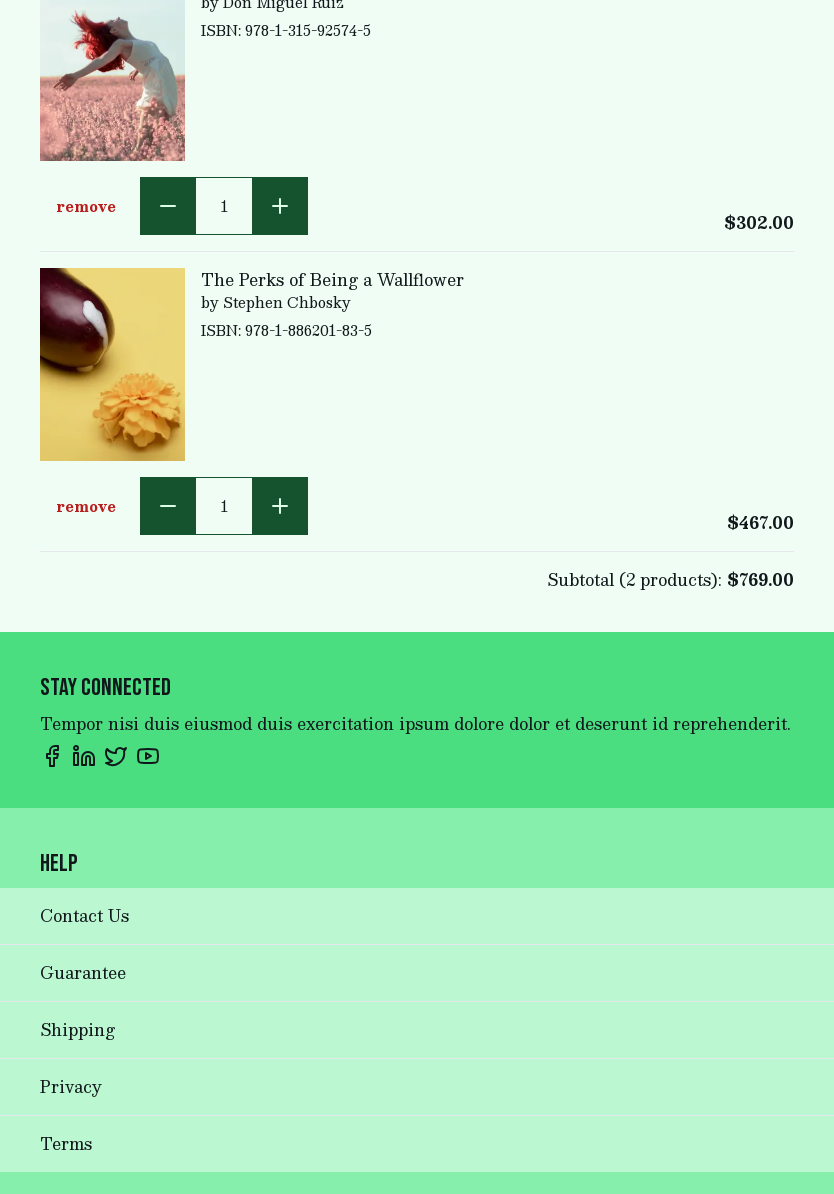 by Don Miguel Ruiz
ISBN: 978-1-315-92574-5
remove
1
$302.00
The Perks of Being a Wallflower
by Stephen Chbosky
ISBN: 978-1-886201-83-5
remove
1
$467.00
Subtotal (2 products): $769.00
STAY CONNECTED
Tempor nisi duis eiusmod duis exercitation ipsum dolore dolor et deserunt id reprehenderit.
HELP
Contact Us
Guarantee
Shipping
Privacy
Terms